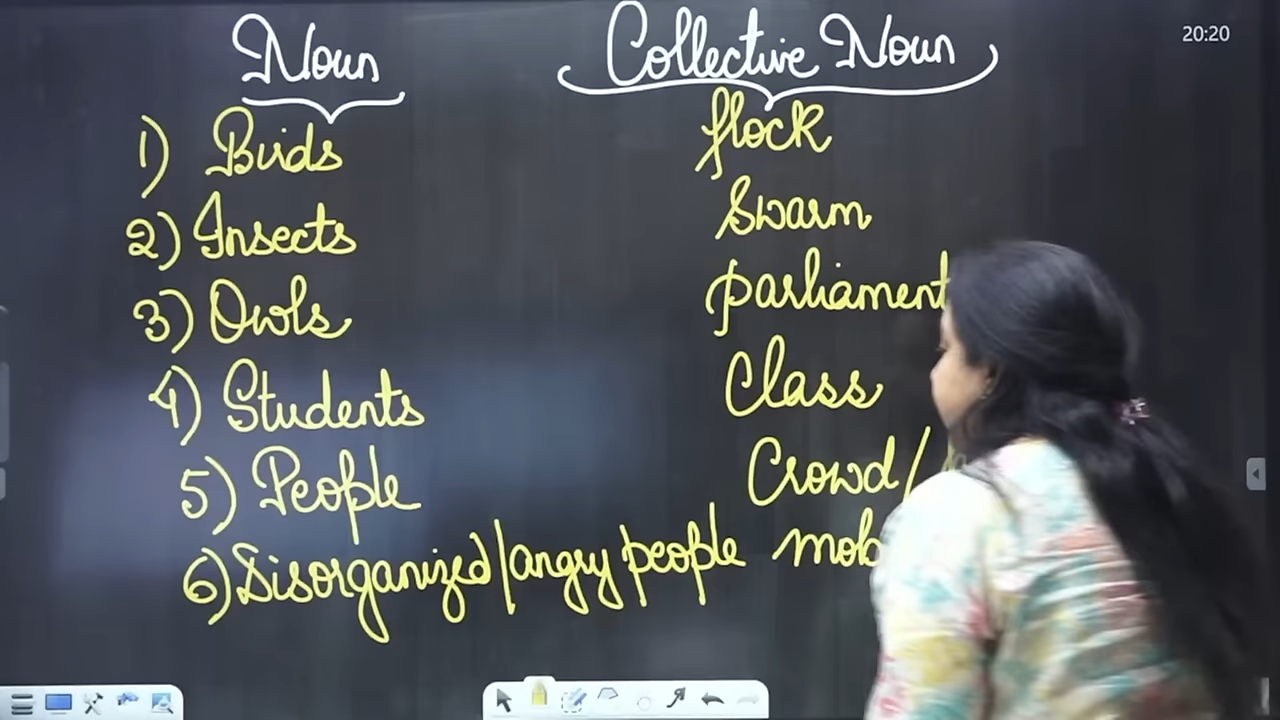 20:20
Noun Collective Noun
1) Birds flock
2) Insects Swarm
3) Owls parliament
4) Students Class
5) People Crowd/
6) Disorganized/angry people mob